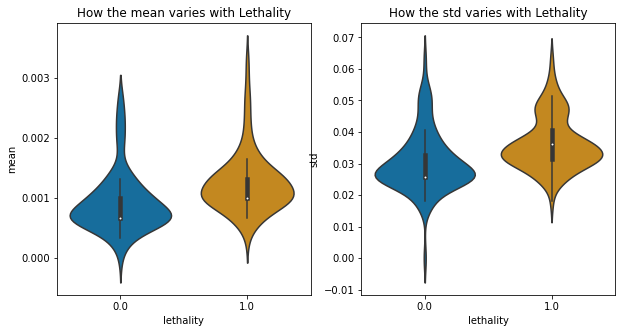 How the mean varies with Lethality
mean
0.003
0.002
0.001
0.000
0.0
1.0
lethality
How the std varies with Lethality
std
0.07
0.06
0.05
0.04
0.03
0.02
0.01
0.00
−0.01
0.0
1.0
lethality